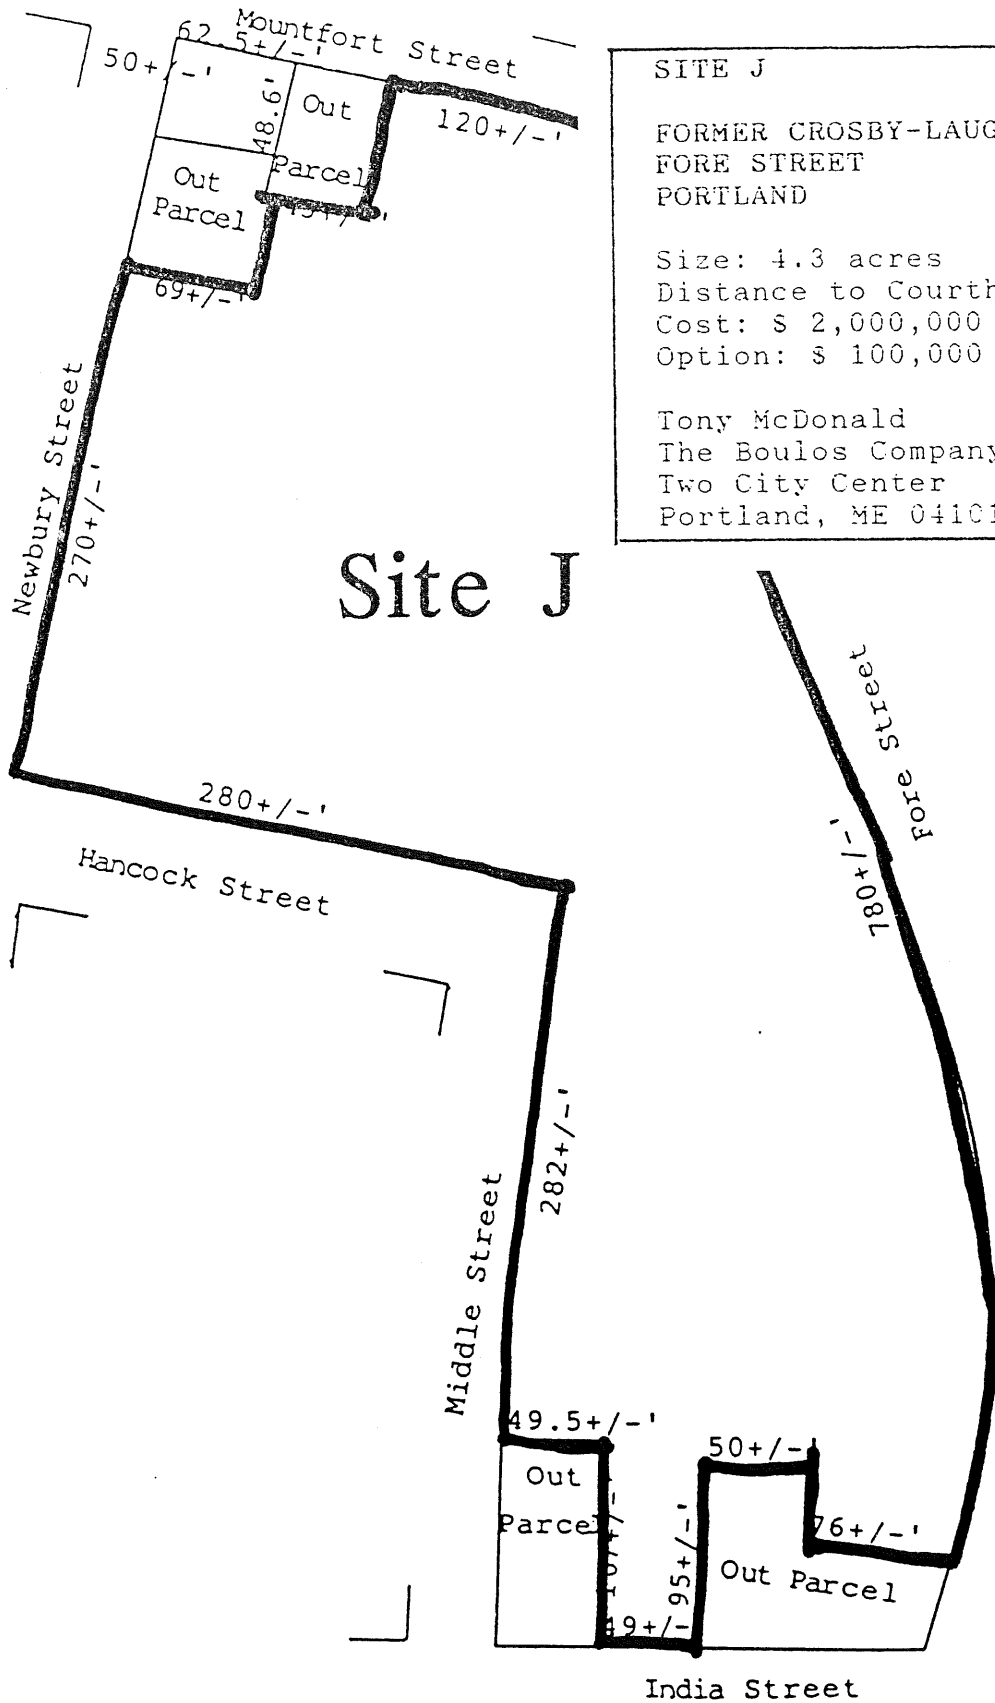 Mountfort Street
62.5+/-'
50+/-'
48.6'
Out
Parcel
120+/-'
Out
Parcel
69+/-'
SITE J
FORMER CROSBY-LAUG
FORE STREET
PORTLAND
Size: 4.3 acres
Distance to Courth
Cost: $ 2,000,000
Option: $ 100,000
Tony McDonald
The Boulos Company
Two City Center
Portland, ME 04101
Newbury Street
270+/-'
Site J
Fore Street
780+/-'
280+/-'
Hancock Street
282+/-'
Middle Street
49.5+/-'
50+/-'
Out
Parcel
95+/-'
76+/-'
Out Parcel
49+/-
India Street